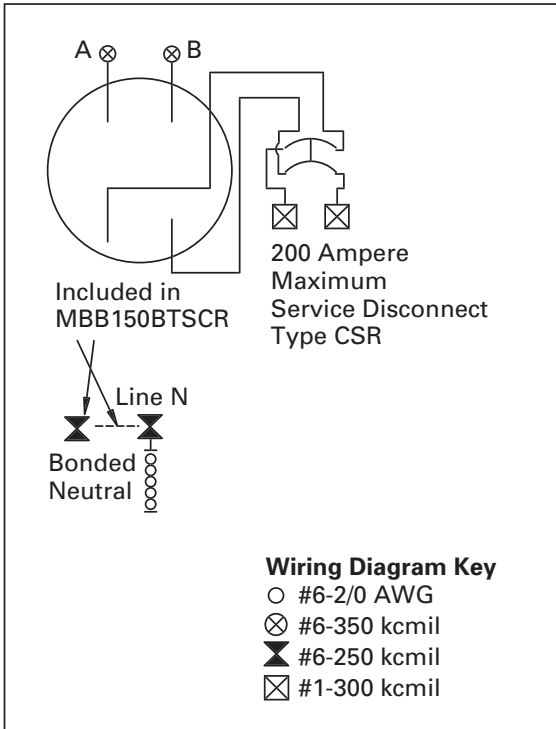 A B
200 Ampere
Maximum
Service Disconnect
Type CSR
Included in
MBB150BTSCR
Line N
Bonded
Neutral
Wiring Diagram Key
#6-2/0 AWG
#6-350 kcmil
#6-250 kcmil
#1-300 kcmil